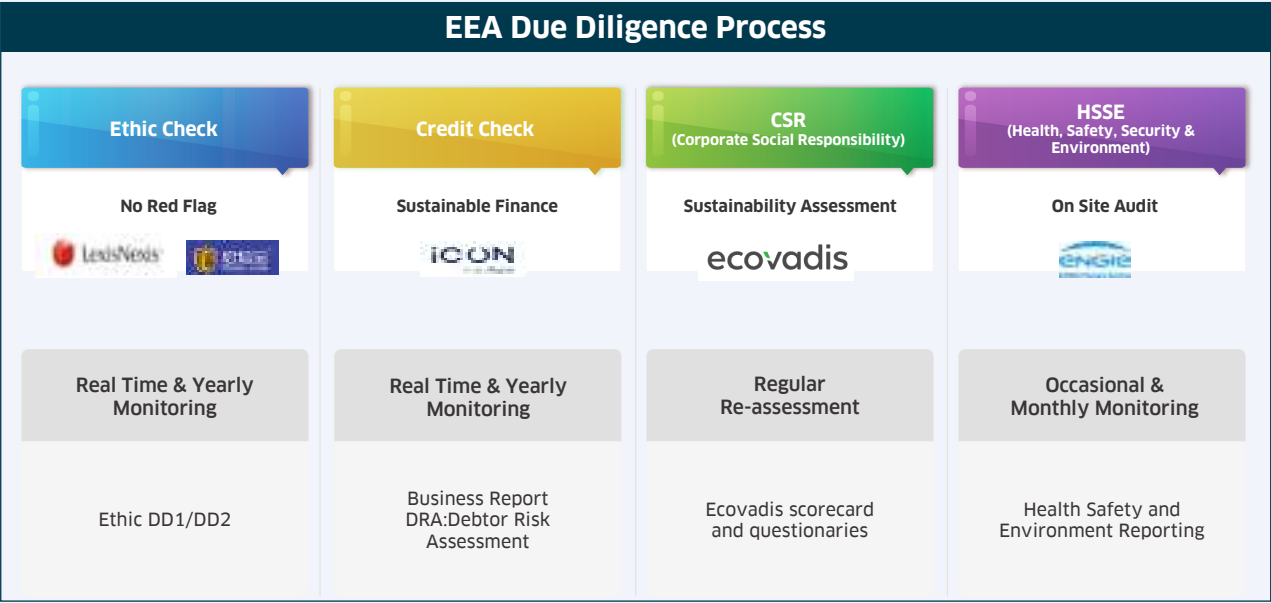 EEA Due Diligence Process
Ethic Check
No Red Flag
LexisNexis
Real Time & Yearly
Monitoring
Ethic DD1/DD2
Credit Check
Sustainable Finance
iCON
Real Time & Yearly
Monitoring
Business Report
DRA:Debtor Risk
Assessment
CSR
(Corporate Social Responsibility)
Sustainability Assessment
ecovadis
Regular
Re-assessment
Ecovadis scorecard
and questionaries
HSSE
(Health, Safety, Security &
Environment)
On Site Audit
ENGIE
Occasional &
Monthly Monitoring
Health Safety and
Environment Reporting